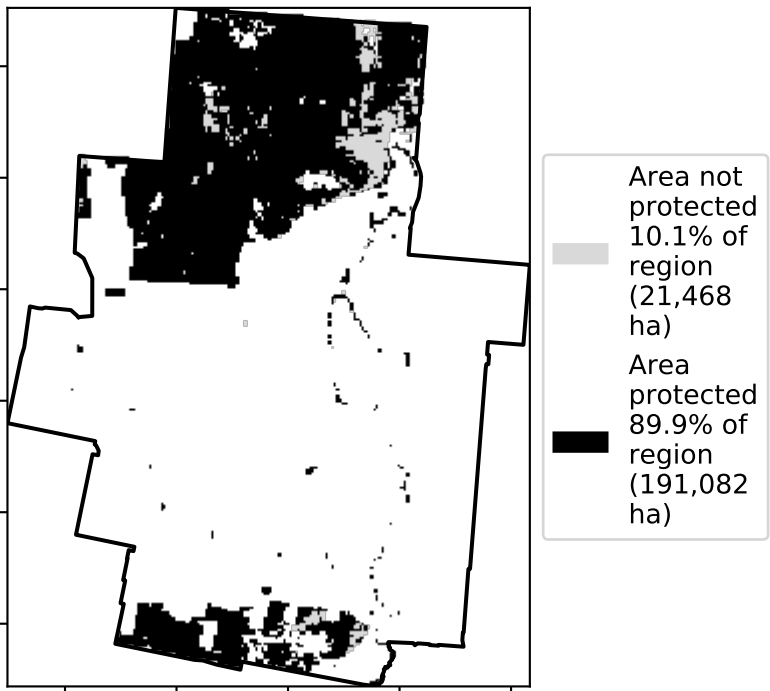 Area not
protected
10.1% of
region
(21,468
ha)
Area
protected
89.9% of
region
(191,082
ha)